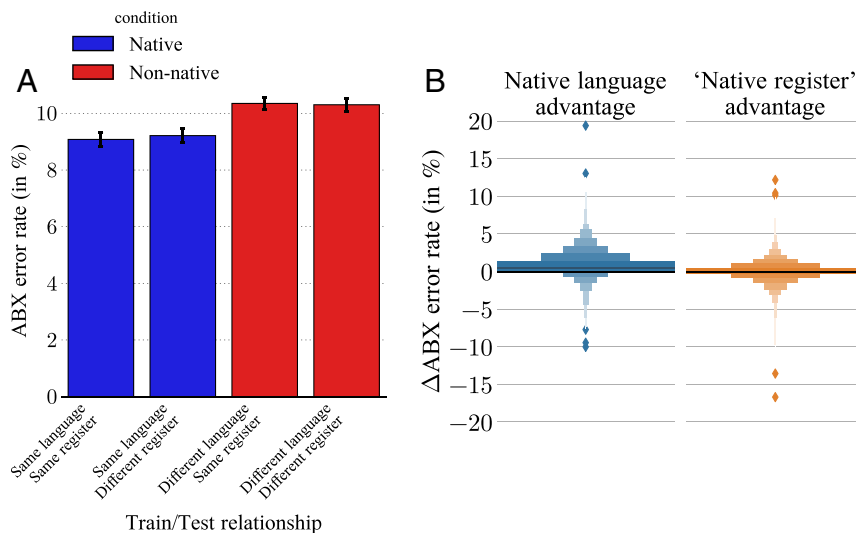 condition
Native
Non-native
A
ABX error rate (in %)
10
8
6
4
2
0
Same language
Same register
Same language
Different register
Different language
Same register
Different language
Different register
Train/Test relationship
B
Native language
advantage
‘Native register’
advantage
ΔABX error rate (in %)
20
15
10
5
0
−5
−10
−15
−20